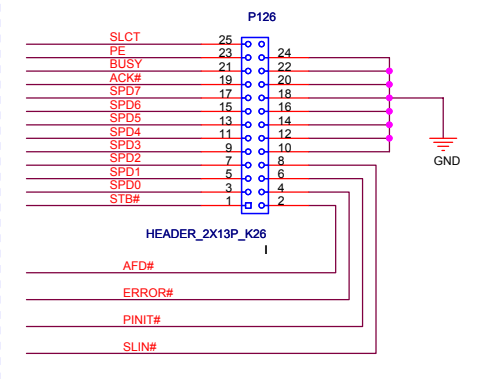 P126
SLCT 25
PE 23 24
BUSY 21 22
ACK# 19 20
SPD7 17 18
SPD6 15 16
SPD5 13 14
SPD4 11 12
SPD3 9 10
SPD2 7 8
SPD1 5 6
SPD0 3 4
STB# 1 2
GND
HEADER_2X13P_K26
I
AFD#
ERROR#
PINIT#
SLIN#